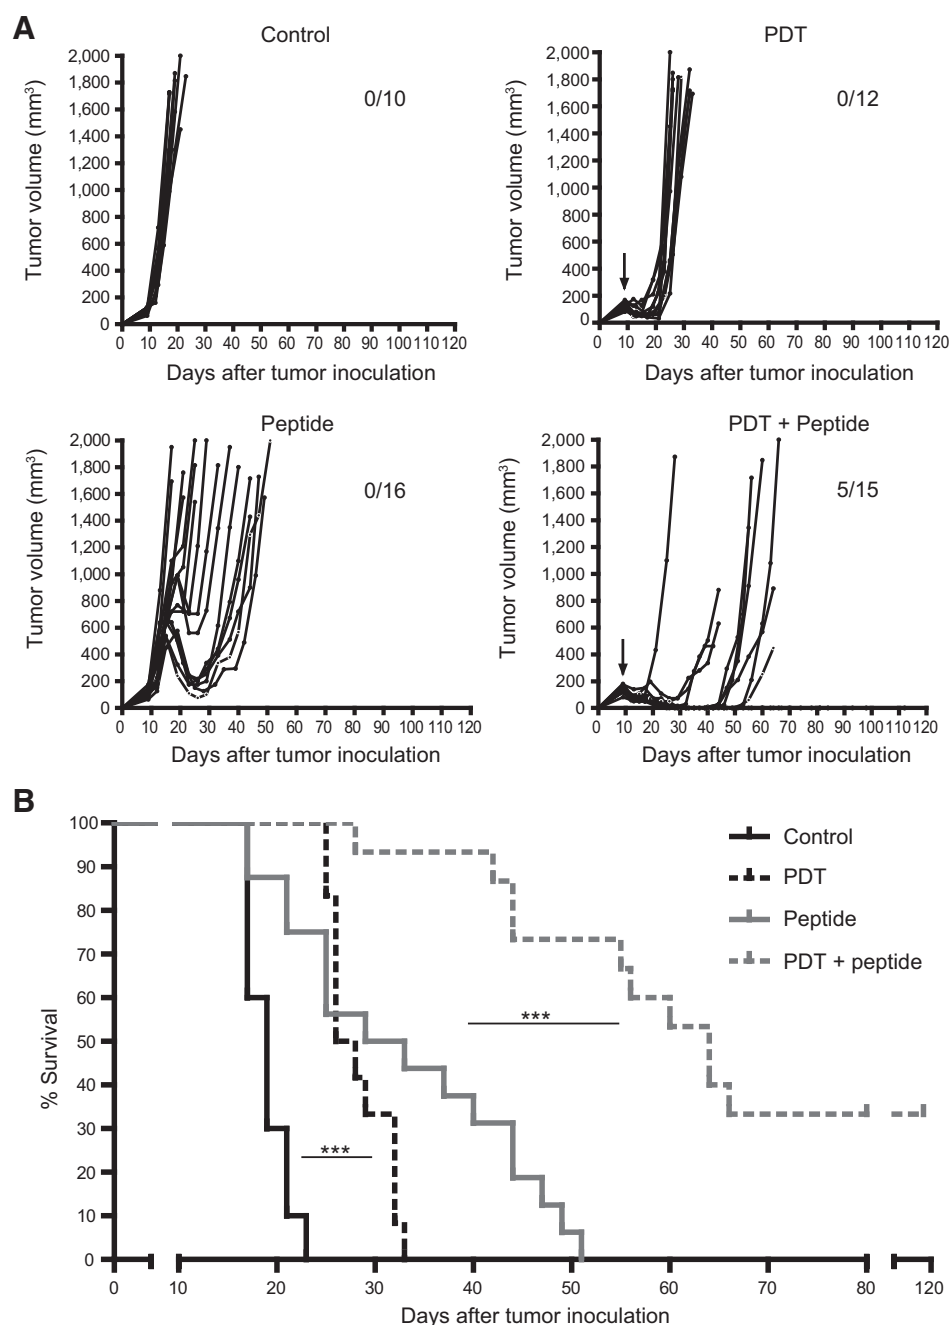 A
Control
Tumor volume (mm³)
2,000
1,800
1,600
1,400
1,200
1,000
800
600
400
200
0
0/10
0 10 20 30 40 50 60 70 80 90 100 110 120
Days after tumor inoculation
PDT
Tumor volume (mm³)
2,000
1,800
1,600
1,400
1,200
1,000
800
600
400
200
0
0/12
0 10 20 30 40 50 60 70 80 90 100 110 120
Days after tumor inoculation
Peptide
Tumor volume (mm³)
2,000
1,800
1,600
1,400
1,200
1,000
800
600
400
200
0
0/16
0 10 20 30 40 50 60 70 80 90 100 110 120
Days after tumor inoculation
PDT + Peptide
Tumor volume (mm³)
2,000
1,800
1,600
1,400
1,200
1,000
800
600
400
200
0
5/15
0 10 20 30 40 50 60 70 80 90 100 110 120
Days after tumor inoculation
B
% Survival
100
90
80
70
60
50
40
30
20
10
0
Control
PDT
Peptide
PDT + peptide
***
***
0 10 20 30 40 50 60 70 80 120
Days after tumor inoculation